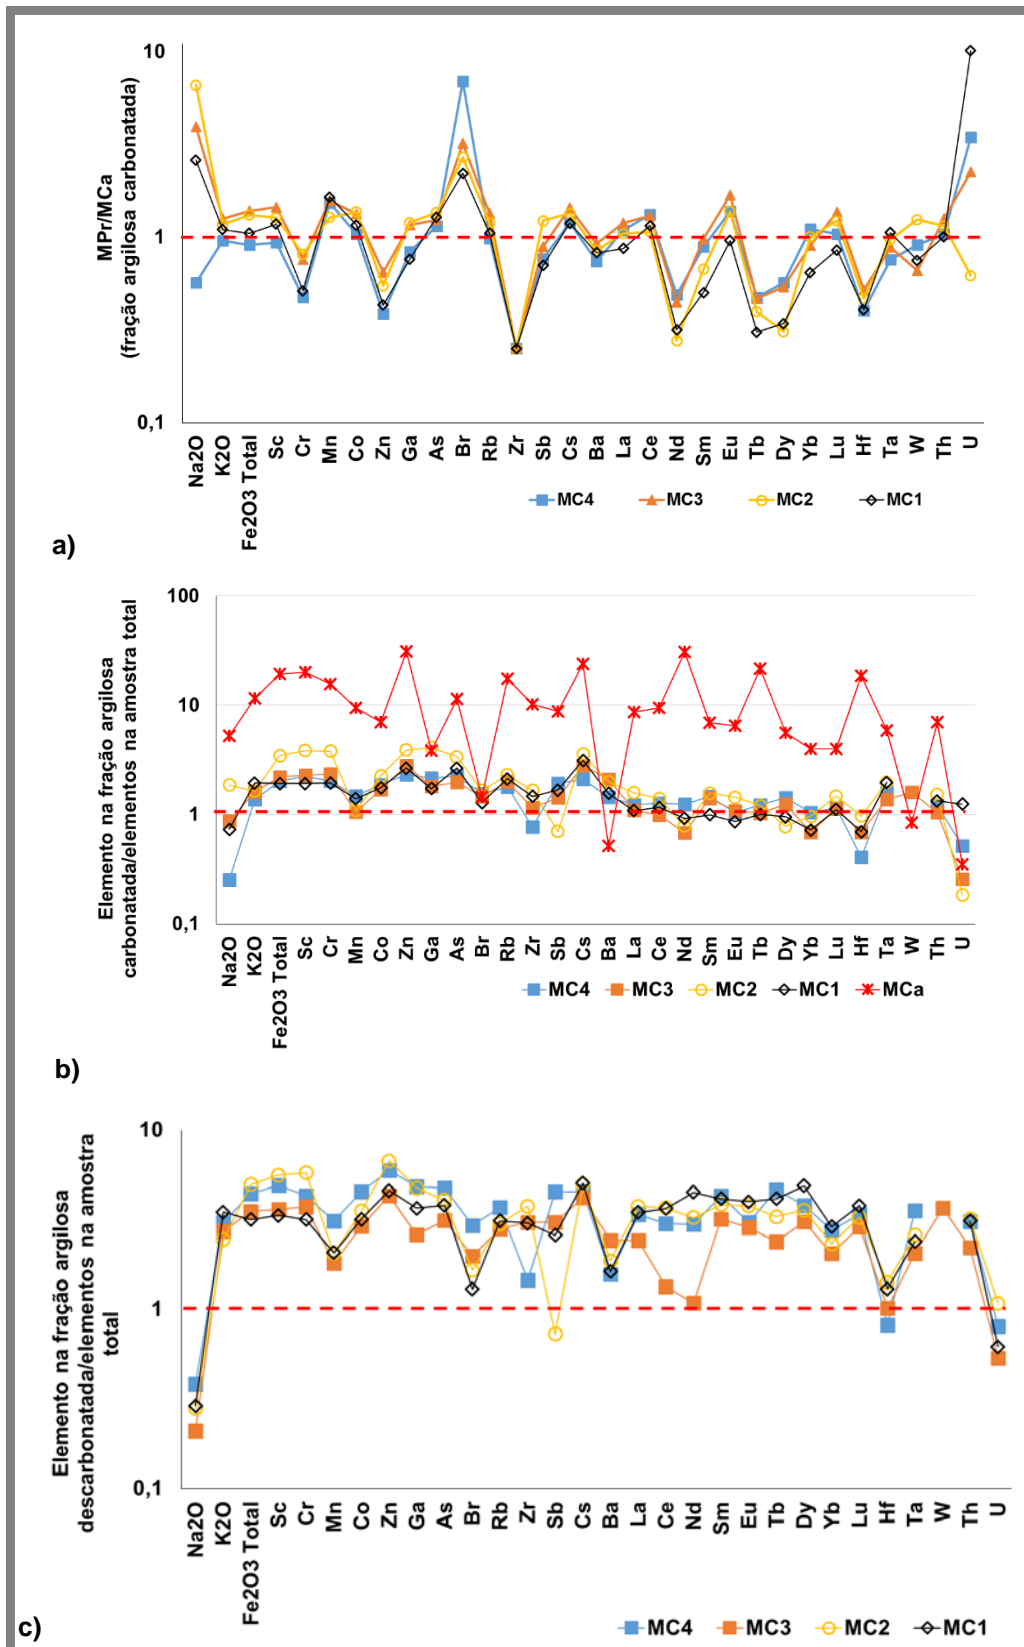 10
1
0,1
MPr/MCa
(fração argilosa carbonatada)
Na2O
K2O
Fe2O3 Total
Sc
Cr
Mn
Co
Zn
Ga
As
Br
Rb
Zr
Sb
Cs
Ba
La
Ce
Nd
Sm
Eu
Tb
Dy
Yb
Lu
Hf
Ta
W
Th
U
MC4 MC3 MC2 MC1
a)
100
10
1
0,1
Elemento na fração argilosa
carbonatada/elementos na amostra total
Na2O
K2O
Fe2O3 Total
Sc
Cr
Mn
Co
Zn
Ga
As
Br
Rb
Zr
Sb
Cs
Ba
La
Ce
Nd
Sm
Eu
Tb
Dy
Yb
Lu
Hf
Ta
W
Th
U
MC4 MC3 MC2 MC1 MCa
b)
10
1
0,1
Elemento na fração argilosa
descarbonatada/elementos na amostra
total
Na2O
K2O
Fe2O3 Total
Sc
Cr
Mn
Co
Zn
Ga
As
Br
Rb
Zr
Sb
Cs
Ba
La
Ce
Nd
Sm
Eu
Tb
Dy
Yb
Lu
Hf
Ta
W
Th
U
MC4 MC3 MC2 MC1
c)